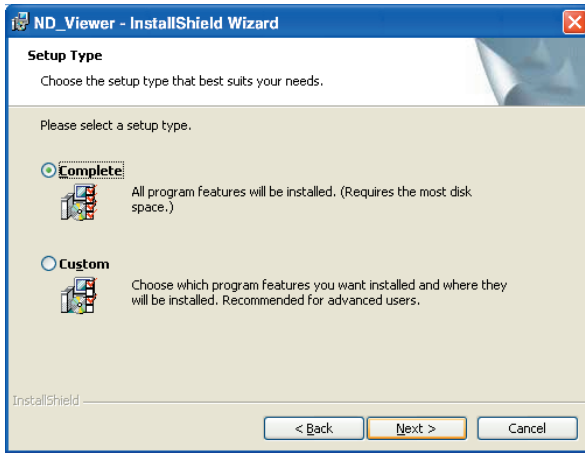 ND_Viewer - InstallShield Wizard
Setup Type
Choose the setup type that best suits your needs.
Please select a setup type.
Complete
All program features will be installed. (Requires the most disk
space.)
Custom
Choose which program features you want installed and where they
will be installed. Recommended for advanced users.
InstallShield
< Back Next > Cancel